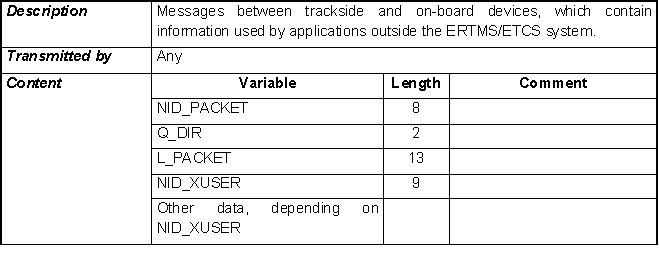 Description Messages between trackside and on-board devices, which contain
information used by applications outside the ERTMS/ETCS system.
Transmitted by Any
Content Variable Length Comment
NID_PACKET 8
Q_DIR 2
L_PACKET 13
NID_XUSER 9
Other data, depending on
NID_XUSER